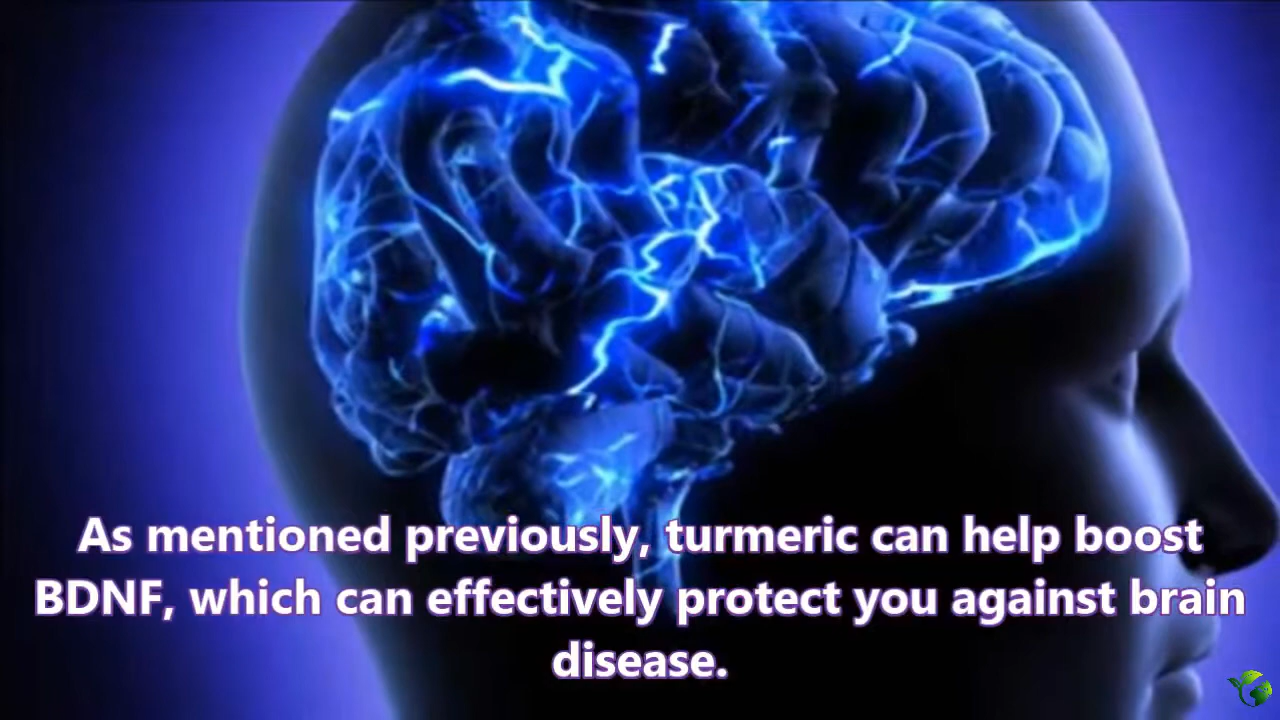 As mentioned previously, turmeric can help boost
BDNF, which can effectively protect you against brain
disease.